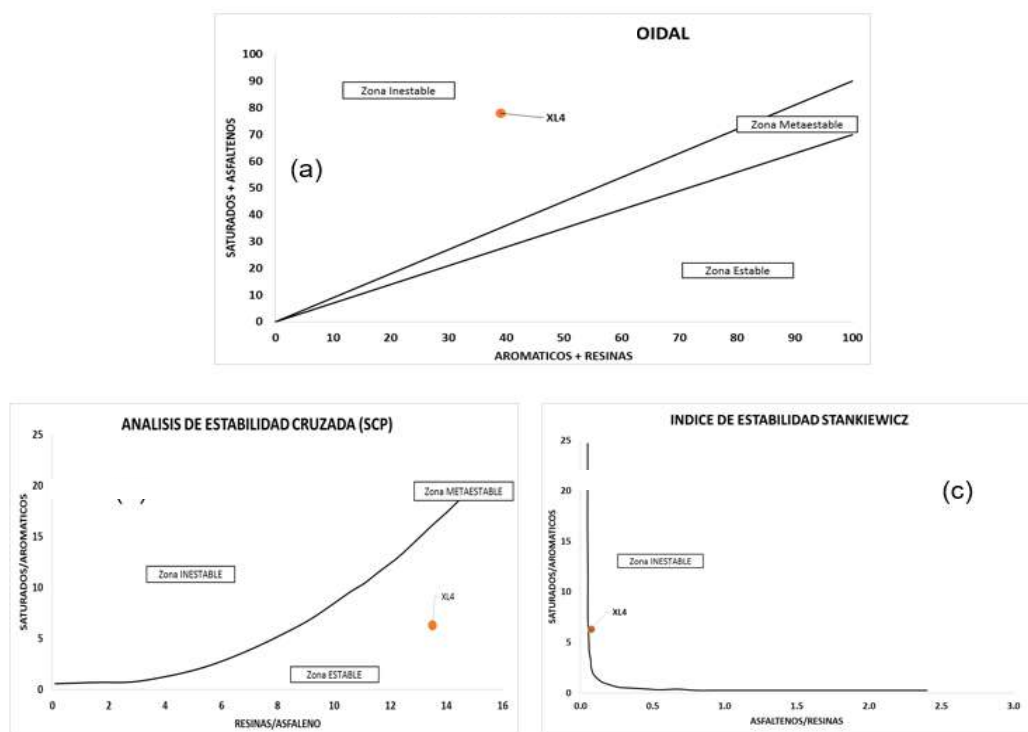 OIDAL
SATURADOS + ASFALTENOS
100
90
80
70
60
50
40
30
20
10
0
Zona Inestable
XL4
Zona Metaestable
(a)
Zona Estable
0 10 20 30 40 50 60 70 80 90 100
AROMATICOS + RESINAS
ANALISIS DE ESTABILIDAD CRUZADA (SCP)
SATURADOS/AROMATICOS
25
20
15
10
5
0
Zona METAESTABLE
Zona INESTABLE
XL4
Zona ESTABLE
0 2 4 6 8 10 12 14 16
RESINAS/ASFALENO
INDICE DE ESTABILIDAD STANKIEWICZ
SATURADOS/AROMATICOS
25
20
15
10
5
0
(c)
Zona INESTABLE
XL4
0.0 0.5 1.0 1.5 2.0 2.5 3.0
ASFALTENOS/RESINAS